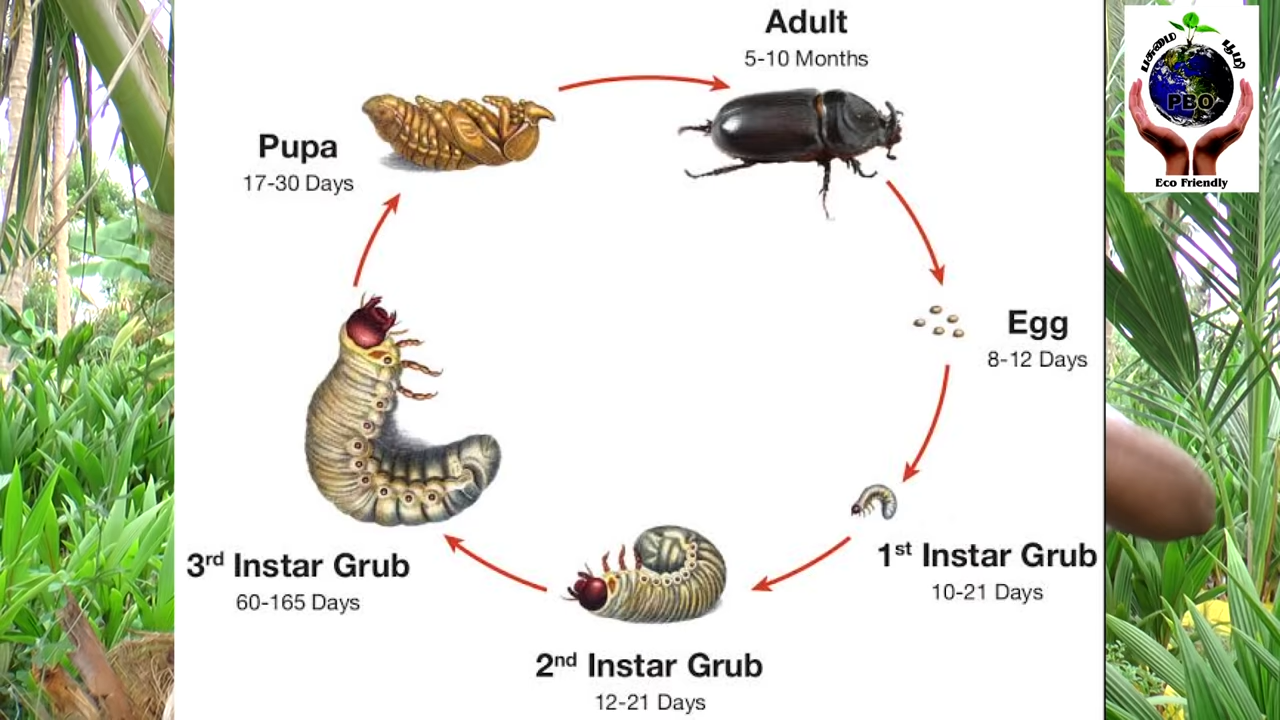 Adult
5-10 Months
Pupa
17-30 Days
Egg
8-12 Days
1st Instar Grub
10-21 Days
2nd Instar Grub
12-21 Days
3rd Instar Grub
60-165 Days
பசுமை பூமி
PBO
Eco Friendly